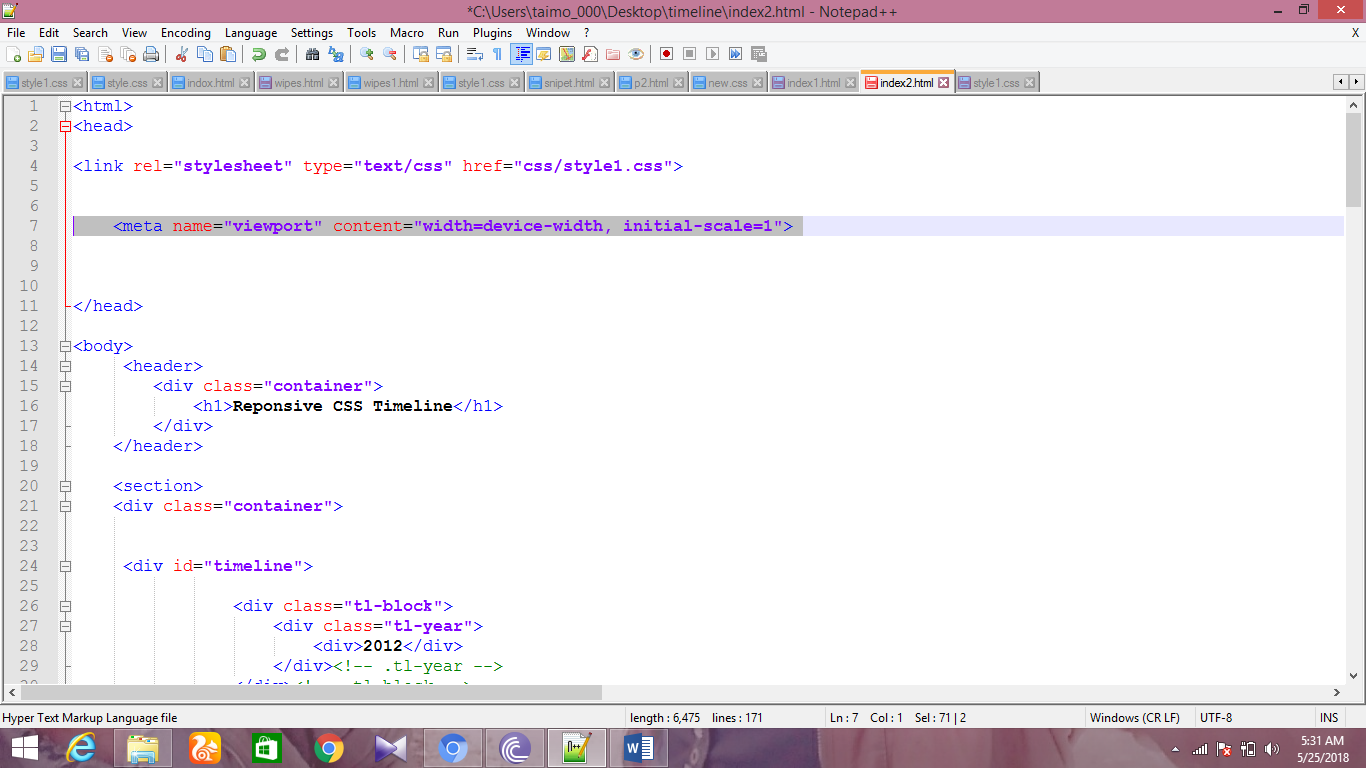 *C:\Users\taimo_000\Desktop\timeline\index2.html - Notepad++
File Edit Search View Encoding Language Settings Tools Macro Run Plugins Window ? X
style1.css style.css indox.html wipes.html wipes1.html style1.css snipet.html p2.html new.css index1.html index2.html style1.css
1 <html>
2 <head>
3
4 <link rel="stylesheet" type="text/css" href="css/style1.css">
5
6
7 <meta name="viewport" content="width=device-width, initial-scale=1">
8
9
10
11 </head>
12
13 <body>
14 <header>
15 <div class="container">
16 <h1>Reponsive CSS Timeline</h1>
17 </div>
18 </header>
19
20 <section>
21 <div class="container">
22
23
24 <div id="timeline">
25
26 <div class="tl-block">
27 <div class="tl-year">
28 <div>2012</div>
29 </div><!-- .tl-year -->
Hyper Text Markup Language file length : 6,475 lines : 171 Ln : 7 Col : 1 Sel : 71 | 2 Windows (CR LF) UTF-8 INS
5:31 AM
5/25/2018